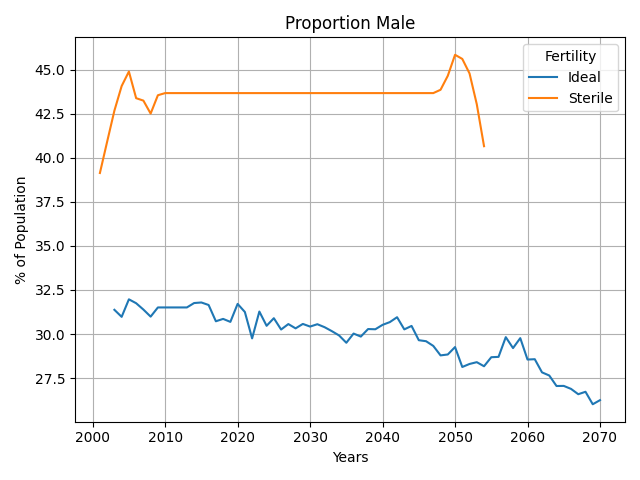 Proportion Male
Fertility
Ideal
Sterile
45.0
42.5
40.0
37.5
35.0
32.5
30.0
27.5
% of Population
2000 2010 2020 2030 2040 2050 2060 2070
Years